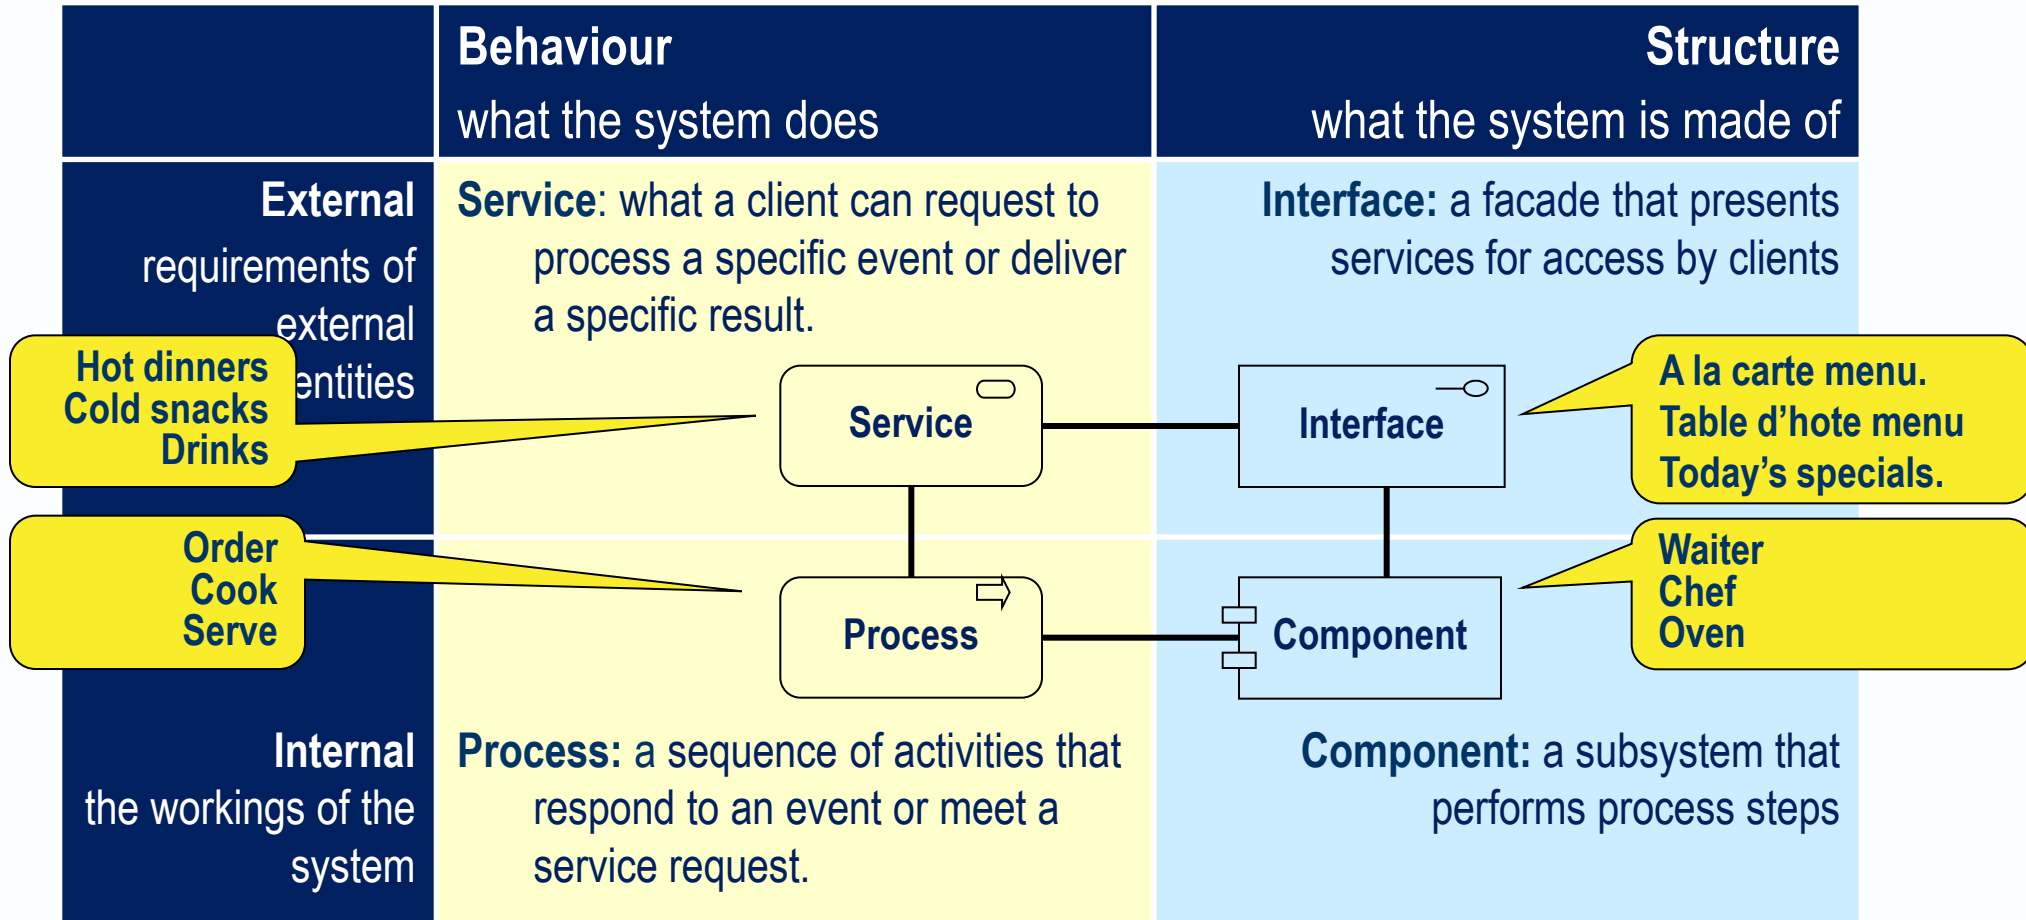 Behaviour
what the system does
Structure
what the system is made of
External
requirements of
external
entities
Service: what a client can request to
process a specific event or deliver
a specific result.
Interface: a facade that presents
services for access by clients
Hot dinners
Cold snacks
Drinks
Service
Interface
A la carte menu.
Table d’hote menu
Today’s specials.
Order
Cook
Serve
Process
Component
Waiter
Chef
Oven
Internal
the workings of the
system
Process: a sequence of activities that
respond to an event or meet a
service request.
Component: a subsystem that
performs process steps